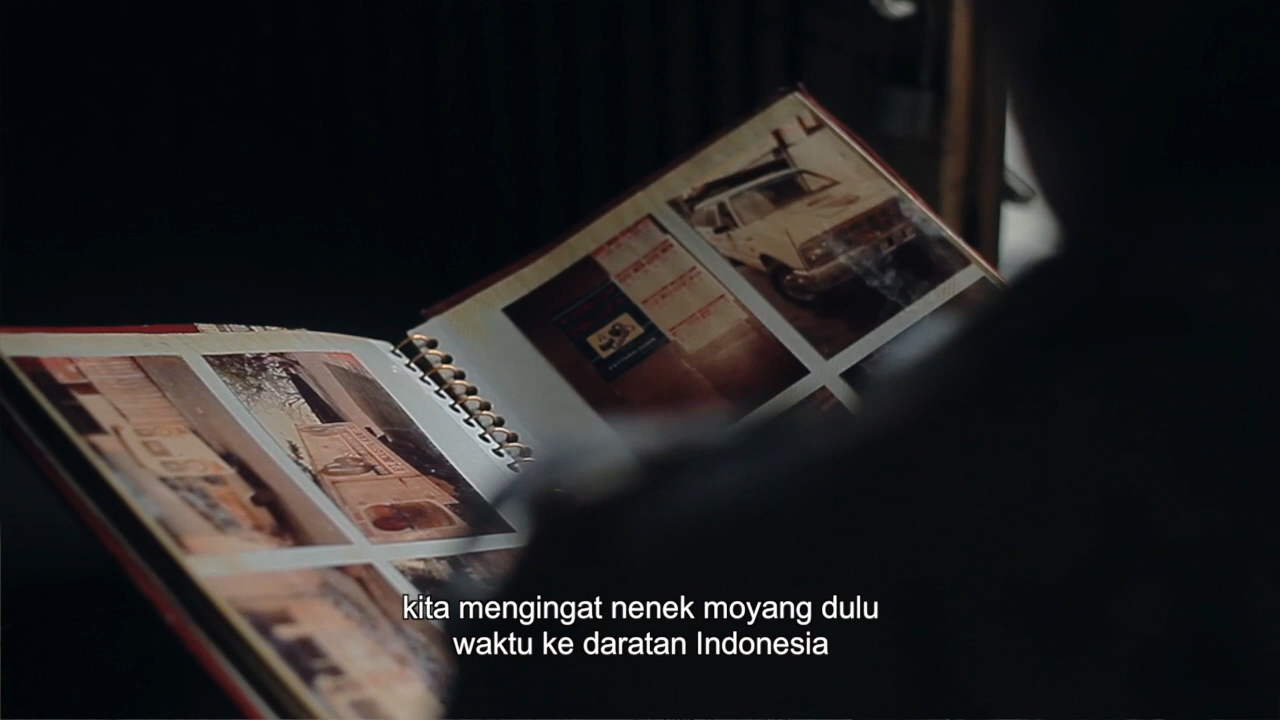 kita mengingat nenek moyang dulu
waktu ke daratan Indonesia